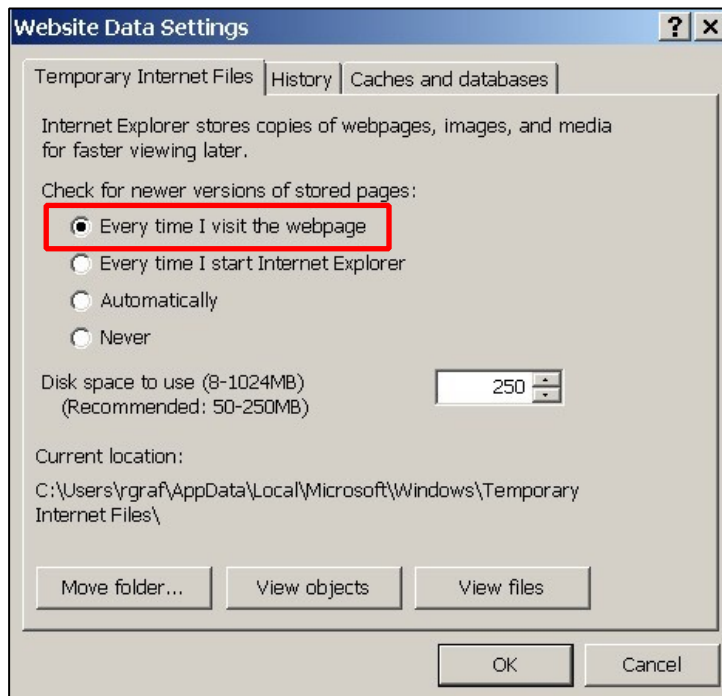 Website Data Settings
Temporary Internet Files
History
Caches and databases
Internet Explorer stores copies of webpages, images, and media
for faster viewing later.
Check for newer versions of stored pages:
Every time I visit the webpage
Every time I start Internet Explorer
Automatically
Never
Disk space to use (8-1024MB)
250
(Recommended: 50-250MB)
Current location:
C:\Users\rgraf\AppData\Local\Microsoft\Windows\Temporary
Internet Files\
Move folder...
View objects
View files
OK
Cancel